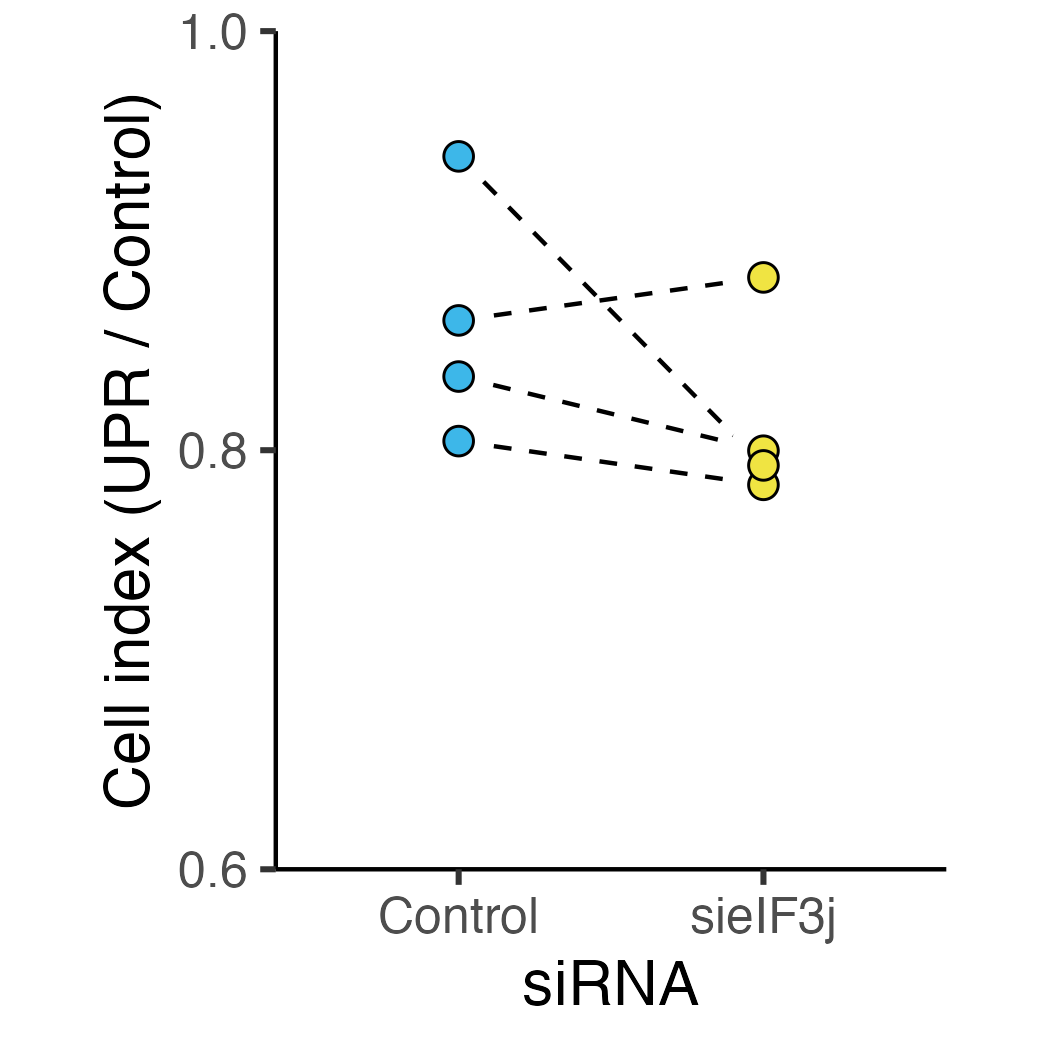 Cell index (UPR / Control)
1.0
0.8
0.6
Control
sieIF3j
siRNA